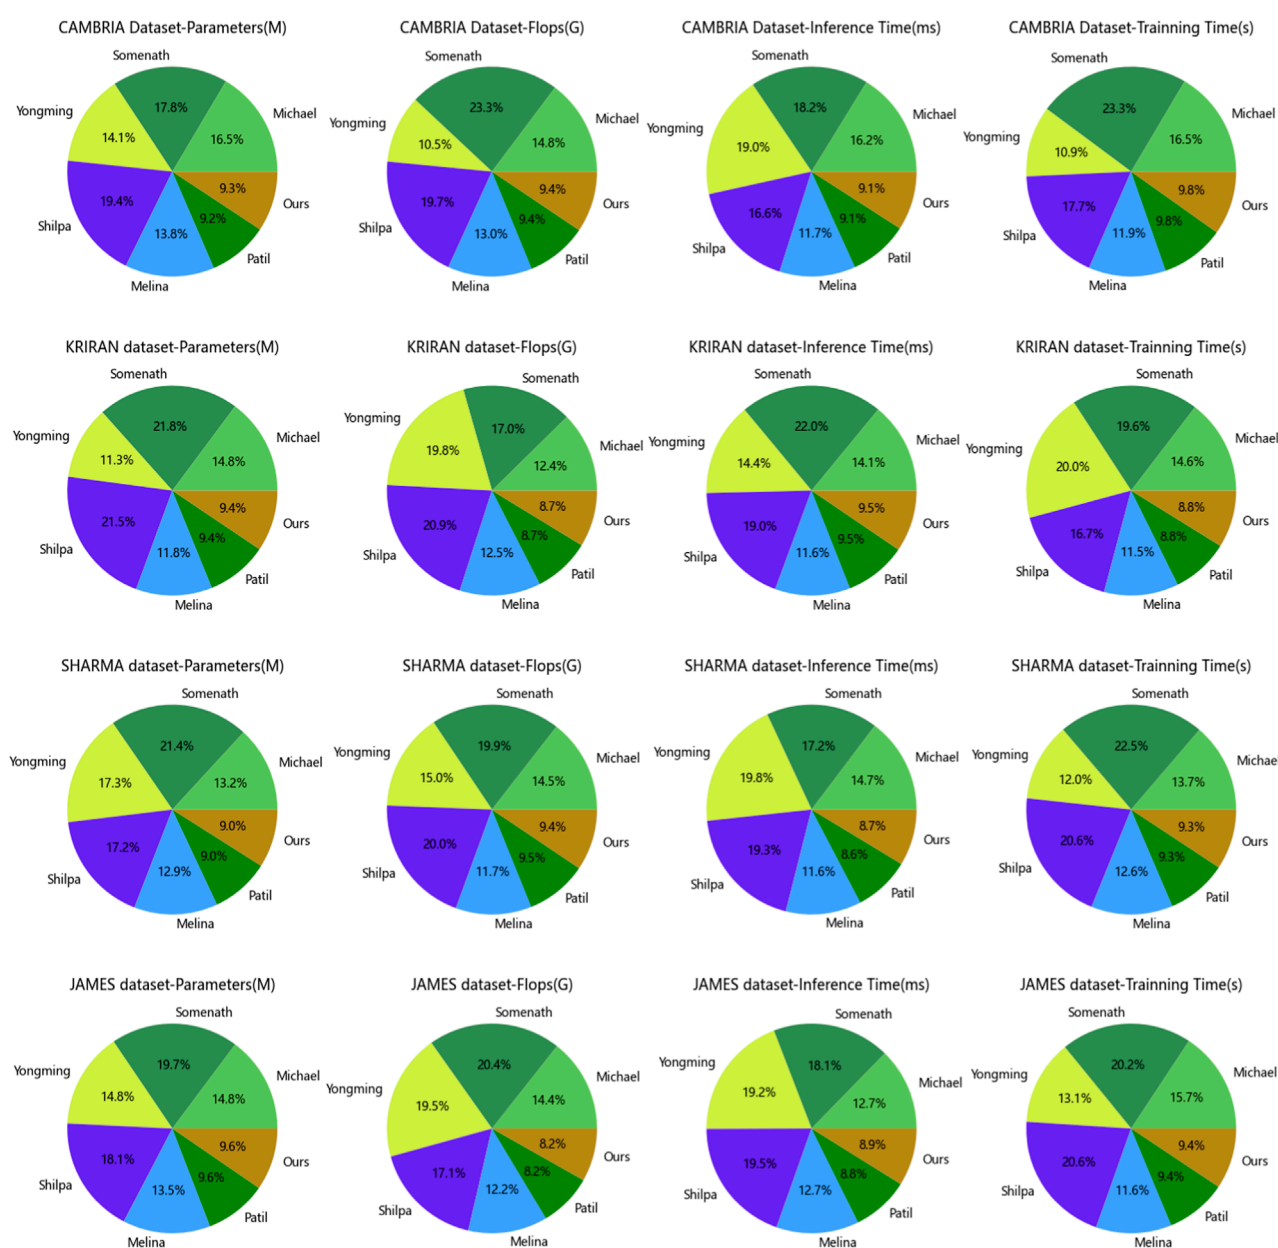 CAMBRIA Dataset-Parameters(M)
Somenath
Yongming
Michael
17.8%
14.1%
16.5%
19.4%
9.3%
9.2%
13.8%
Shilpa
Ours
Patil
Melina
CAMBRIA Dataset-Flops(G)
Somenath
Yongming
Michael
23.3%
10.5%
14.8%
19.7%
9.4%
9.4%
13.0%
Shilpa
Ours
Patil
Melina
CAMBRIA Dataset-Inference Time(ms)
Somenath
Yongming
Michael
18.2%
19.0%
16.2%
16.6%
9.1%
9.1%
11.7%
Shilpa
Ours
Patil
Melina
CAMBRIA Dataset-Trainning Time(s)
Somenath
Yongming
Michael
23.3%
10.9%
16.5%
17.7%
9.8%
9.8%
11.9%
Shilpa
Ours
Patil
Melina
KRIRAN dataset-Parameters(M)
Somenath
Yongming
Michael
21.8%
11.3%
14.8%
21.5%
9.4%
9.4%
11.8%
Shilpa
Ours
Patil
Melina
KRIRAN dataset-Flops(G)
Somenath
Yongming
Michael
17.0%
19.8%
12.4%
20.9%
8.7%
8.7%
12.5%
Shilpa
Ours
Patil
Melina
KRIRAN dataset-Inference Time(ms)
Somenath
Yongming
Michael
22.0%
14.4%
14.1%
19.0%
9.5%
9.5%
11.6%
Shilpa
Ours
Patil
Melina
KRIRAN dataset-Trainning Time(s)
Somenath
Yongming
Michael
19.6%
20.0%
14.6%
16.7%
8.8%
8.8%
11.5%
Shilpa
Ours
Patil
Melina
SHARMA dataset-Parameters(M)
Somenath
Yongming
Michael
21.4%
17.3%
13.2%
17.2%
9.0%
9.0%
12.9%
Shilpa
Ours
Patil
Melina
SHARMA dataset-Flops(G)
Somenath
Yongming
Michael
19.9%
15.0%
14.5%
20.0%
9.4%
9.5%
11.7%
Shilpa
Ours
Patil
Melina
SHARMA dataset-Inference Time(ms)
Somenath
Yongming
Michael
17.2%
19.8%
14.7%
19.3%
8.7%
8.6%
11.6%
Shilpa
Ours
Patil
Melina
SHARMA dataset-Trainning Time(s)
Somenath
Yongming
Michae
22.5%
12.0%
13.7%
20.6%
9.3%
9.3%
12.6%
Shilpa
Ours
Patil
Melina
JAMES dataset-Parameters(M)
Somenath
Yongming
Michael
19.7%
14.8%
14.8%
18.1%
9.6%
9.6%
13.5%
Shilpa
Ours
Patil
Melina
JAMES dataset-Flops(G)
Somenath
Yongming
Michael
20.4%
19.5%
14.4%
17.1%
8.2%
8.2%
12.2%
Shilpa
Ours
Patil
Melina
JAMES dataset-Inference Time(ms)
Somenath
Yongming
Michael
18.1%
19.2%
12.7%
19.5%
8.9%
8.8%
12.7%
Shilpa
Ours
Patil
Melina
JAMES dataset-Trainning Time(s)
Somenath
Yongming
Michael
20.2%
13.1%
15.7%
20.6%
9.4%
9.4%
11.6%
Shilpa
Ours
Patil
Melina